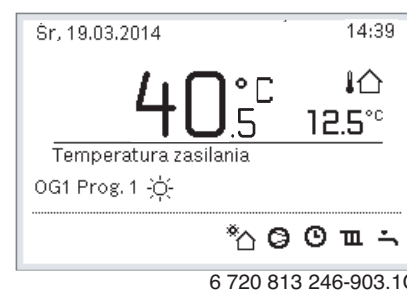 Śr, 19.03.2014 14:39
40.5°C
12.5°C
Temperatura zasilania
OG1 Prog. 1
6 720 813 246-903.1O